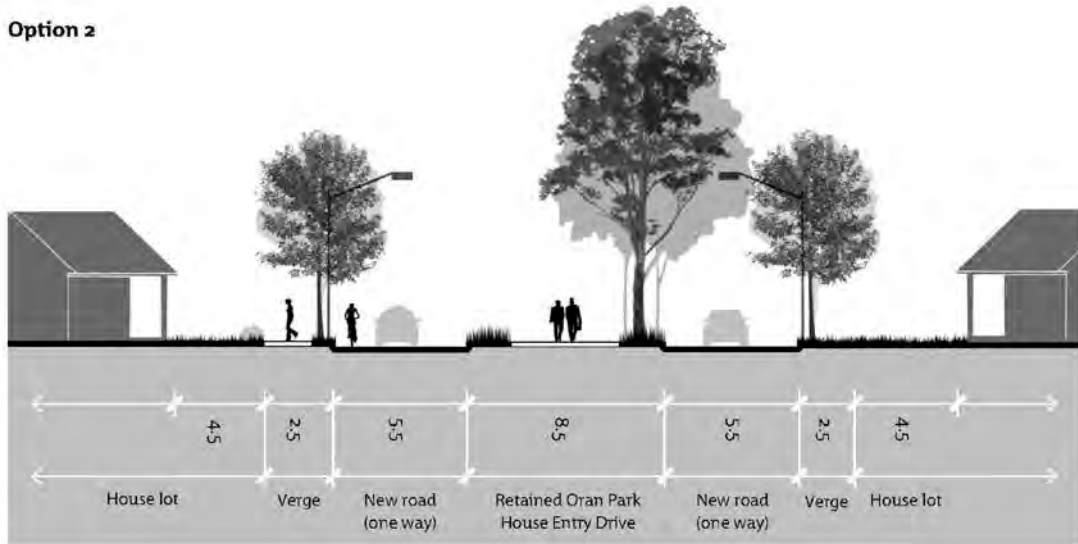 Option 2
4.5
2.5
5.5
8.5
5.5
2.5
4.5
House lot
Verge
New road
(one way)
Retained Oran Park
House Entry Drive
New road
(one way)
Verge
House lot